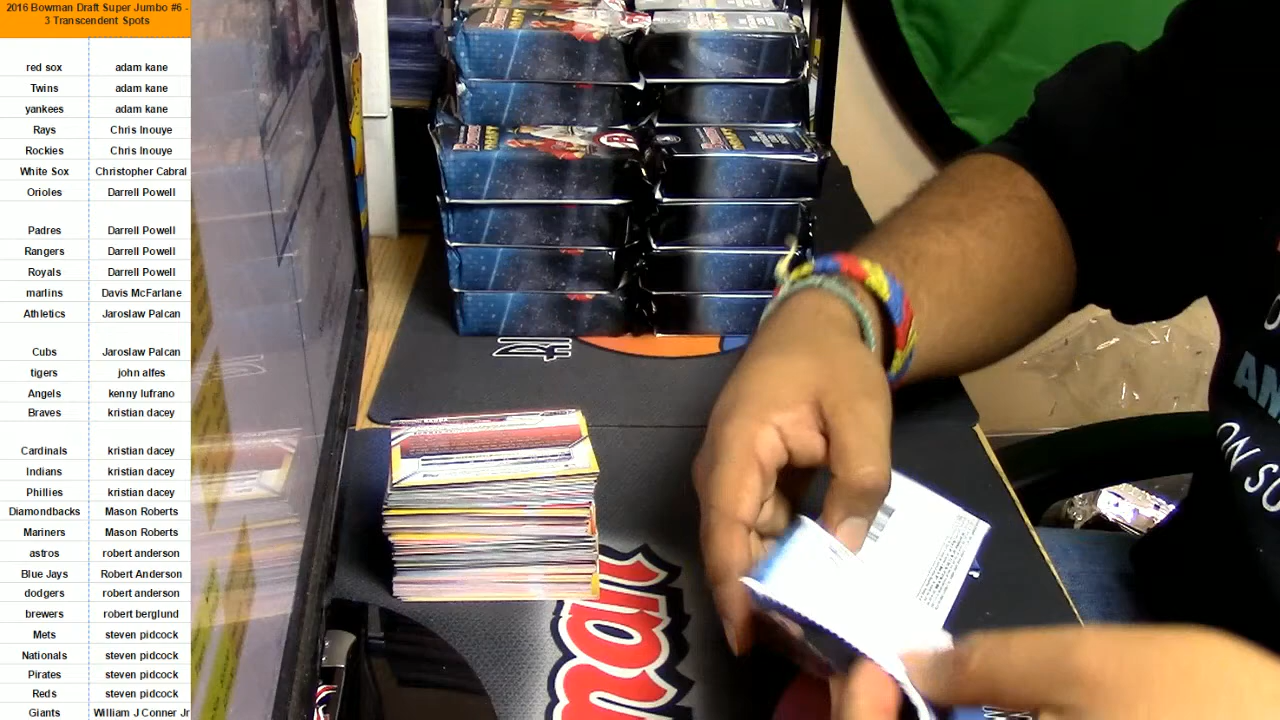 2016 Bowman Draft Super Jumbo #6 -
3 Transcendent Spots
red sox adam kane
Twins adam kane
yankees adam kane
Rays Chris Inouye
Rockies Chris Inouye
White Sox Christopher Cabral
Orioles Darrell Powell
Padres Darrell Powell
Rangers Darrell Powell
Royals Darrell Powell
marlins Davis McFarlane
Athletics Jaroslaw Palcan
Cubs Jaroslaw Palcan
tigers john alfes
Angels kenny lufrano
Braves kristian dacey
Cardinals kristian dacey
Indians kristian dacey
Phillies kristian dacey
Diamondbacks Mason Roberts
Mariners Mason Roberts
astros robert anderson
Blue Jays Robert Anderson
dodgers robert anderson
brewers robert berglund
Mets steven pidcock
Nationals steven pidcock
Pirates steven pidcock
Reds steven pidcock
Giants William J Conner Jr